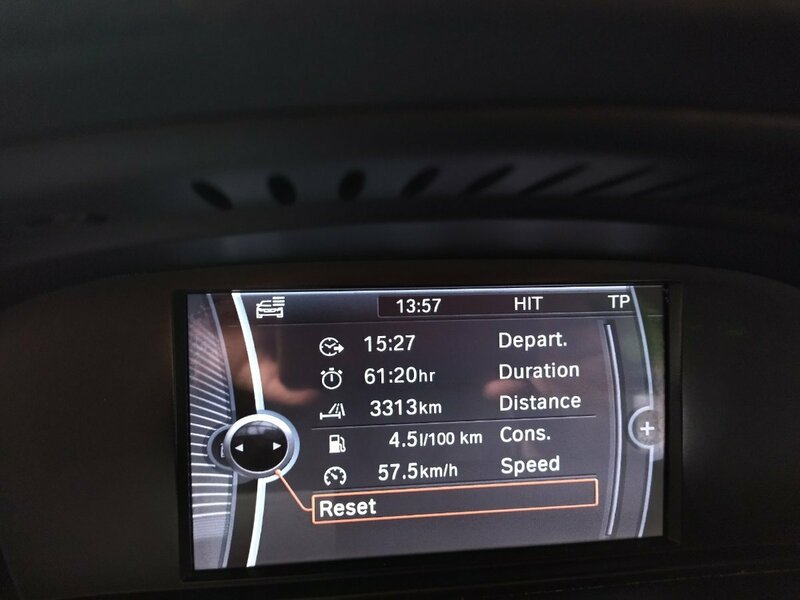 13:57 HIT TP
15:27 Depart.
61:20hr Duration
3313km Distance
4.5l/100 km Cons.
57.5km/h Speed
Reset